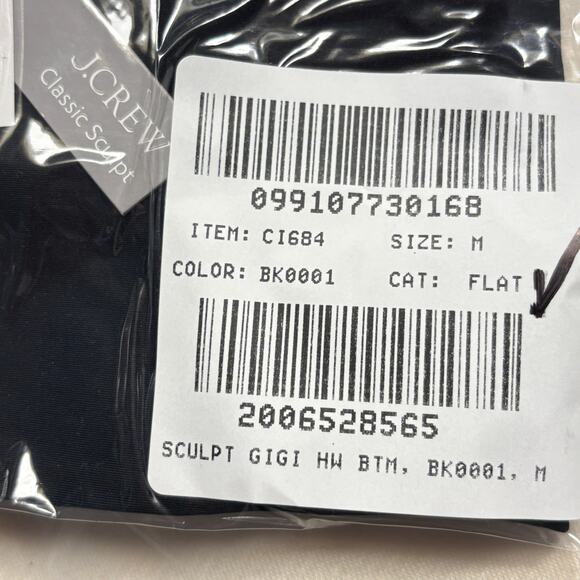 J.CREW
Classic Sculpt
099107730168
ITEM: CI684 SIZE: M
COLOR: BK0001 CAT: FLAT
2006528565
SCULPT GIGI HW BTM, BK0001, M